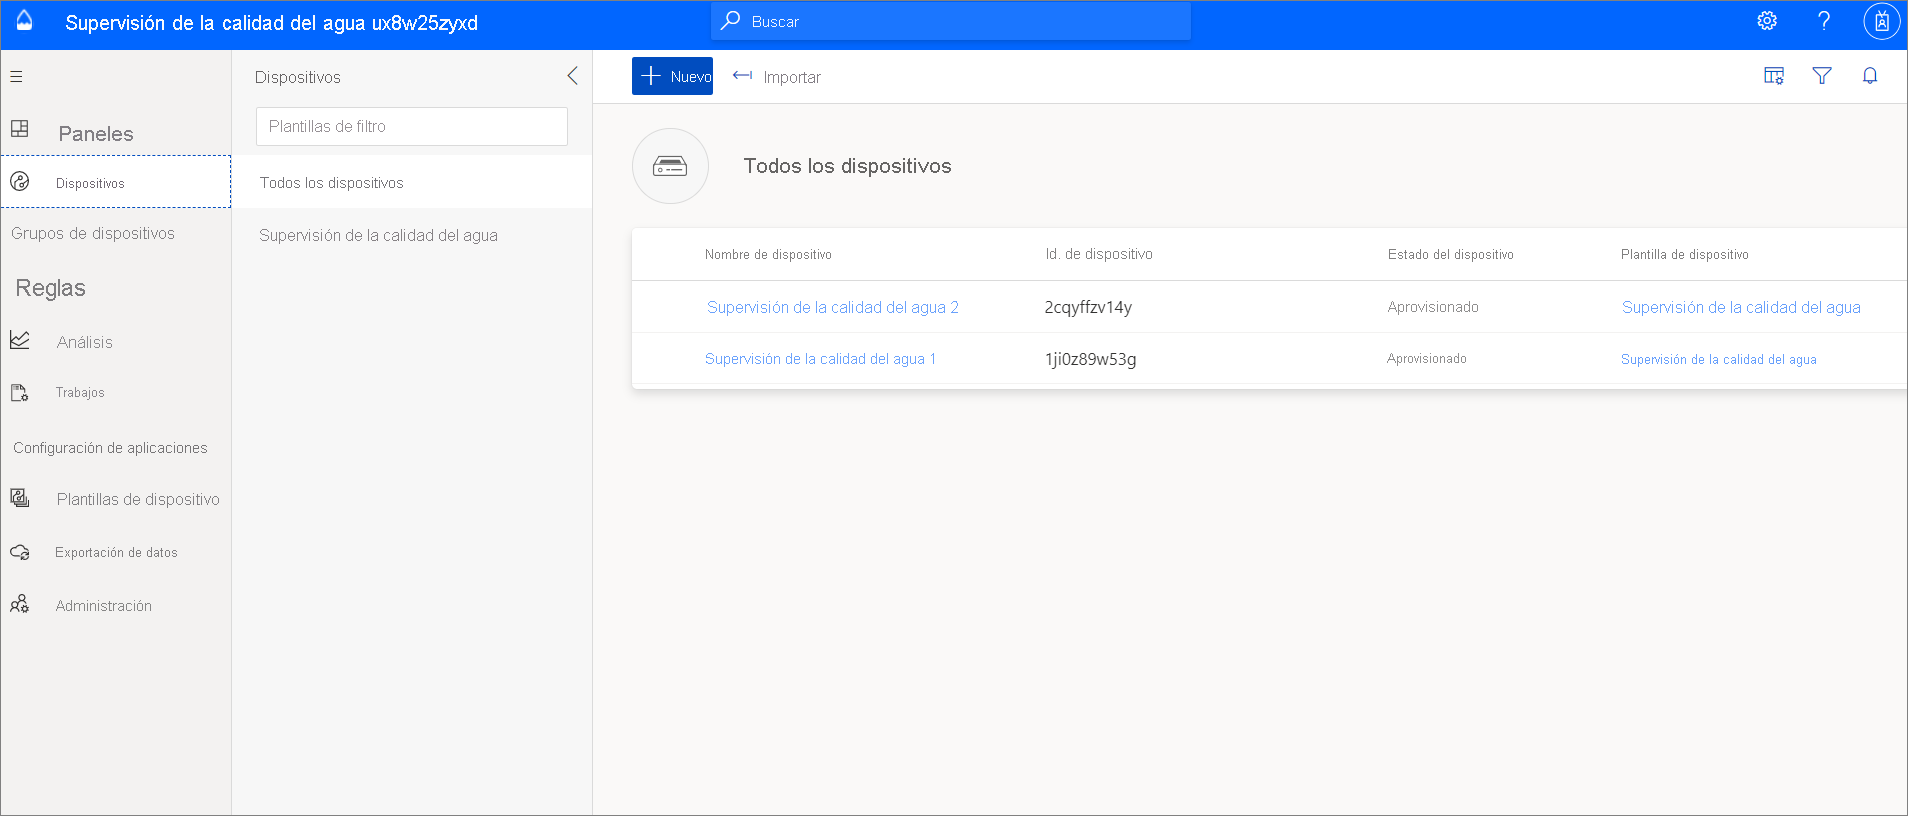 Supervisión de la calidad del agua ux8w25zyxd
Buscar
Paneles
Dispositivos
Grupos de dispositivos
Reglas
Análisis
Trabajos
Configuración de aplicaciones
Plantillas de dispositivo
Exportación de datos
Administración
Dispositivos
Plantillas de filtro
Todos los dispositivos
Supervisión de la calidad del agua
Nuevo
Importar
Todos los dispositivos
Nombre de dispositivo Id. de dispositivo Estado del dispositivo Plantilla de dispositivo
Supervisión de la calidad del agua 2 2cqyffzv14y Aprovisionado Supervisión de la calidad del agua
Supervisión de la calidad del agua 1 1ji0z89w53g Aprovisionado Supervisión de la calidad del agua